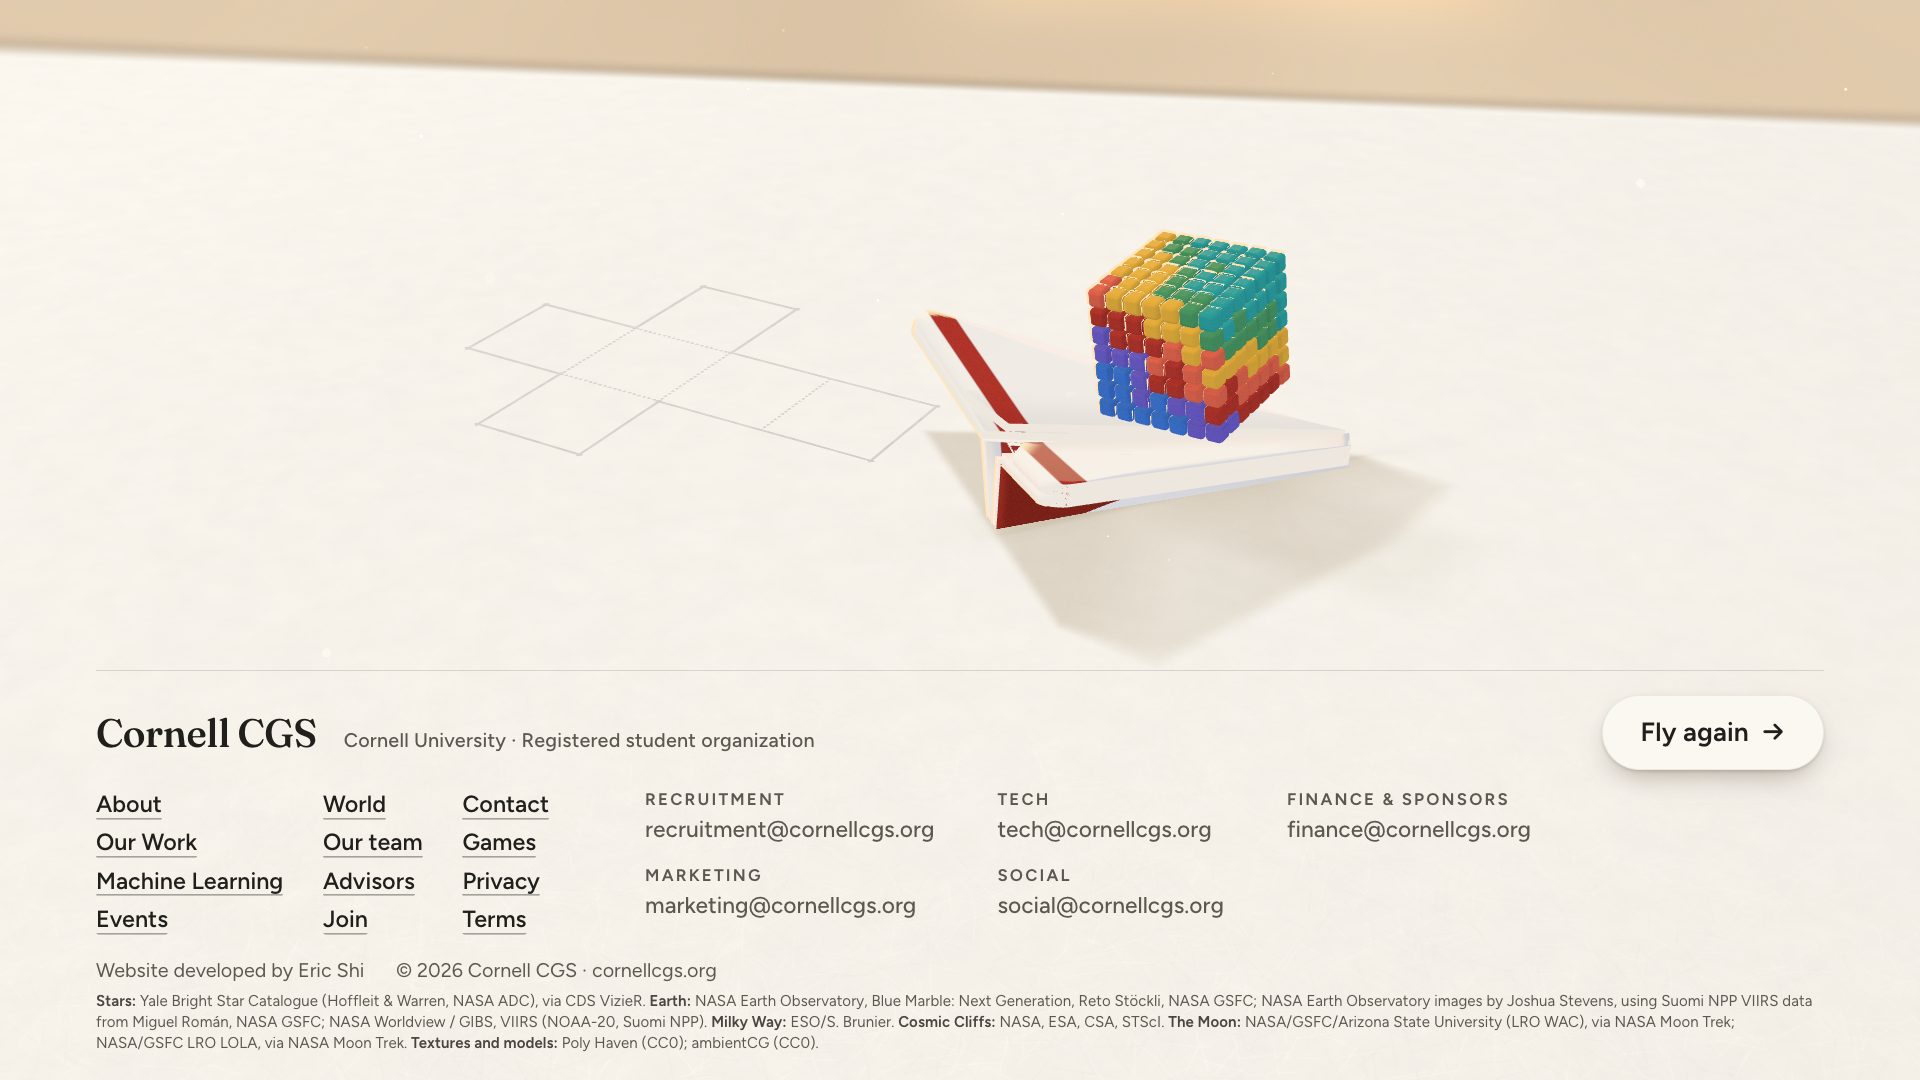 Cornell CGS
Cornell University · Registered student organization
Fly again →
About
Our Work
Machine Learning
Events
World
Our team
Advisors
Join
Contact
Games
Privacy
Terms
RECRUITMENT
recruitment@cornellcgs.org
TECH
tech@cornellcgs.org
FINANCE & SPONSORS
finance@cornellcgs.org
MARKETING
marketing@cornellcgs.org
SOCIAL
social@cornellcgs.org
Website developed by Eric Shi
© 2026 Cornell CGS · cornellcgs.org
Stars: Yale Bright Star Catalogue (Hoffleit & Warren, NASA ADC), via CDS VizieR. Earth: NASA Earth Observatory, Blue Marble: Next Generation, Reto Stöckli, NASA GSFC; NASA Earth Observatory images by Joshua Stevens, using Suomi NPP VIIRS data
from Miguel Román, NASA GSFC; NASA Worldview / GIBS, VIIRS (NOAA-20, Suomi NPP). Milky Way: ESO/S. Brunier. Cosmic Cliffs: NASA, ESA, CSA, STScI. The Moon: NASA/GSFC/Arizona State University (LRO WAC), via NASA Moon Trek;
NASA/GSFC LRO LOLA, via NASA Moon Trek. Textures and models: Poly Haven (CC0); ambientCG (CC0).